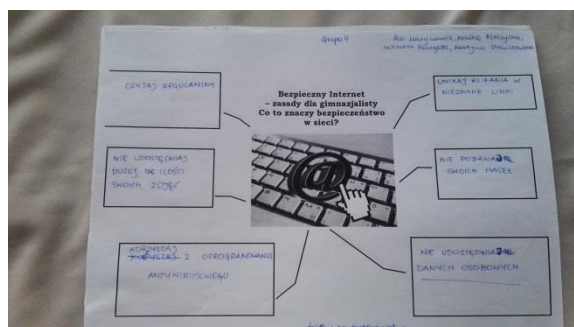 Grupa 4
CZYTAJ REGULAMINY
UNIKAJ KLIKANIA W
NIEZNANE LINKI
Bezpieczny Internet
– zasady dla gimnazjalisty
Co to znaczy bezpieczeństwo
w sieci?
NIE UDOSTĘPNIAJ
DUŻEJ ILOŚCI
SWOICH ZDJĘĆ
NIE PODAWAJ
SWOICH HASEŁ
KORZYSTAJ
Z OPROGRAMOWANIA
ANTYWIRUSOWEGO
NIE UDOSTĘPNIAJ
DANYCH OSOBOWYCH